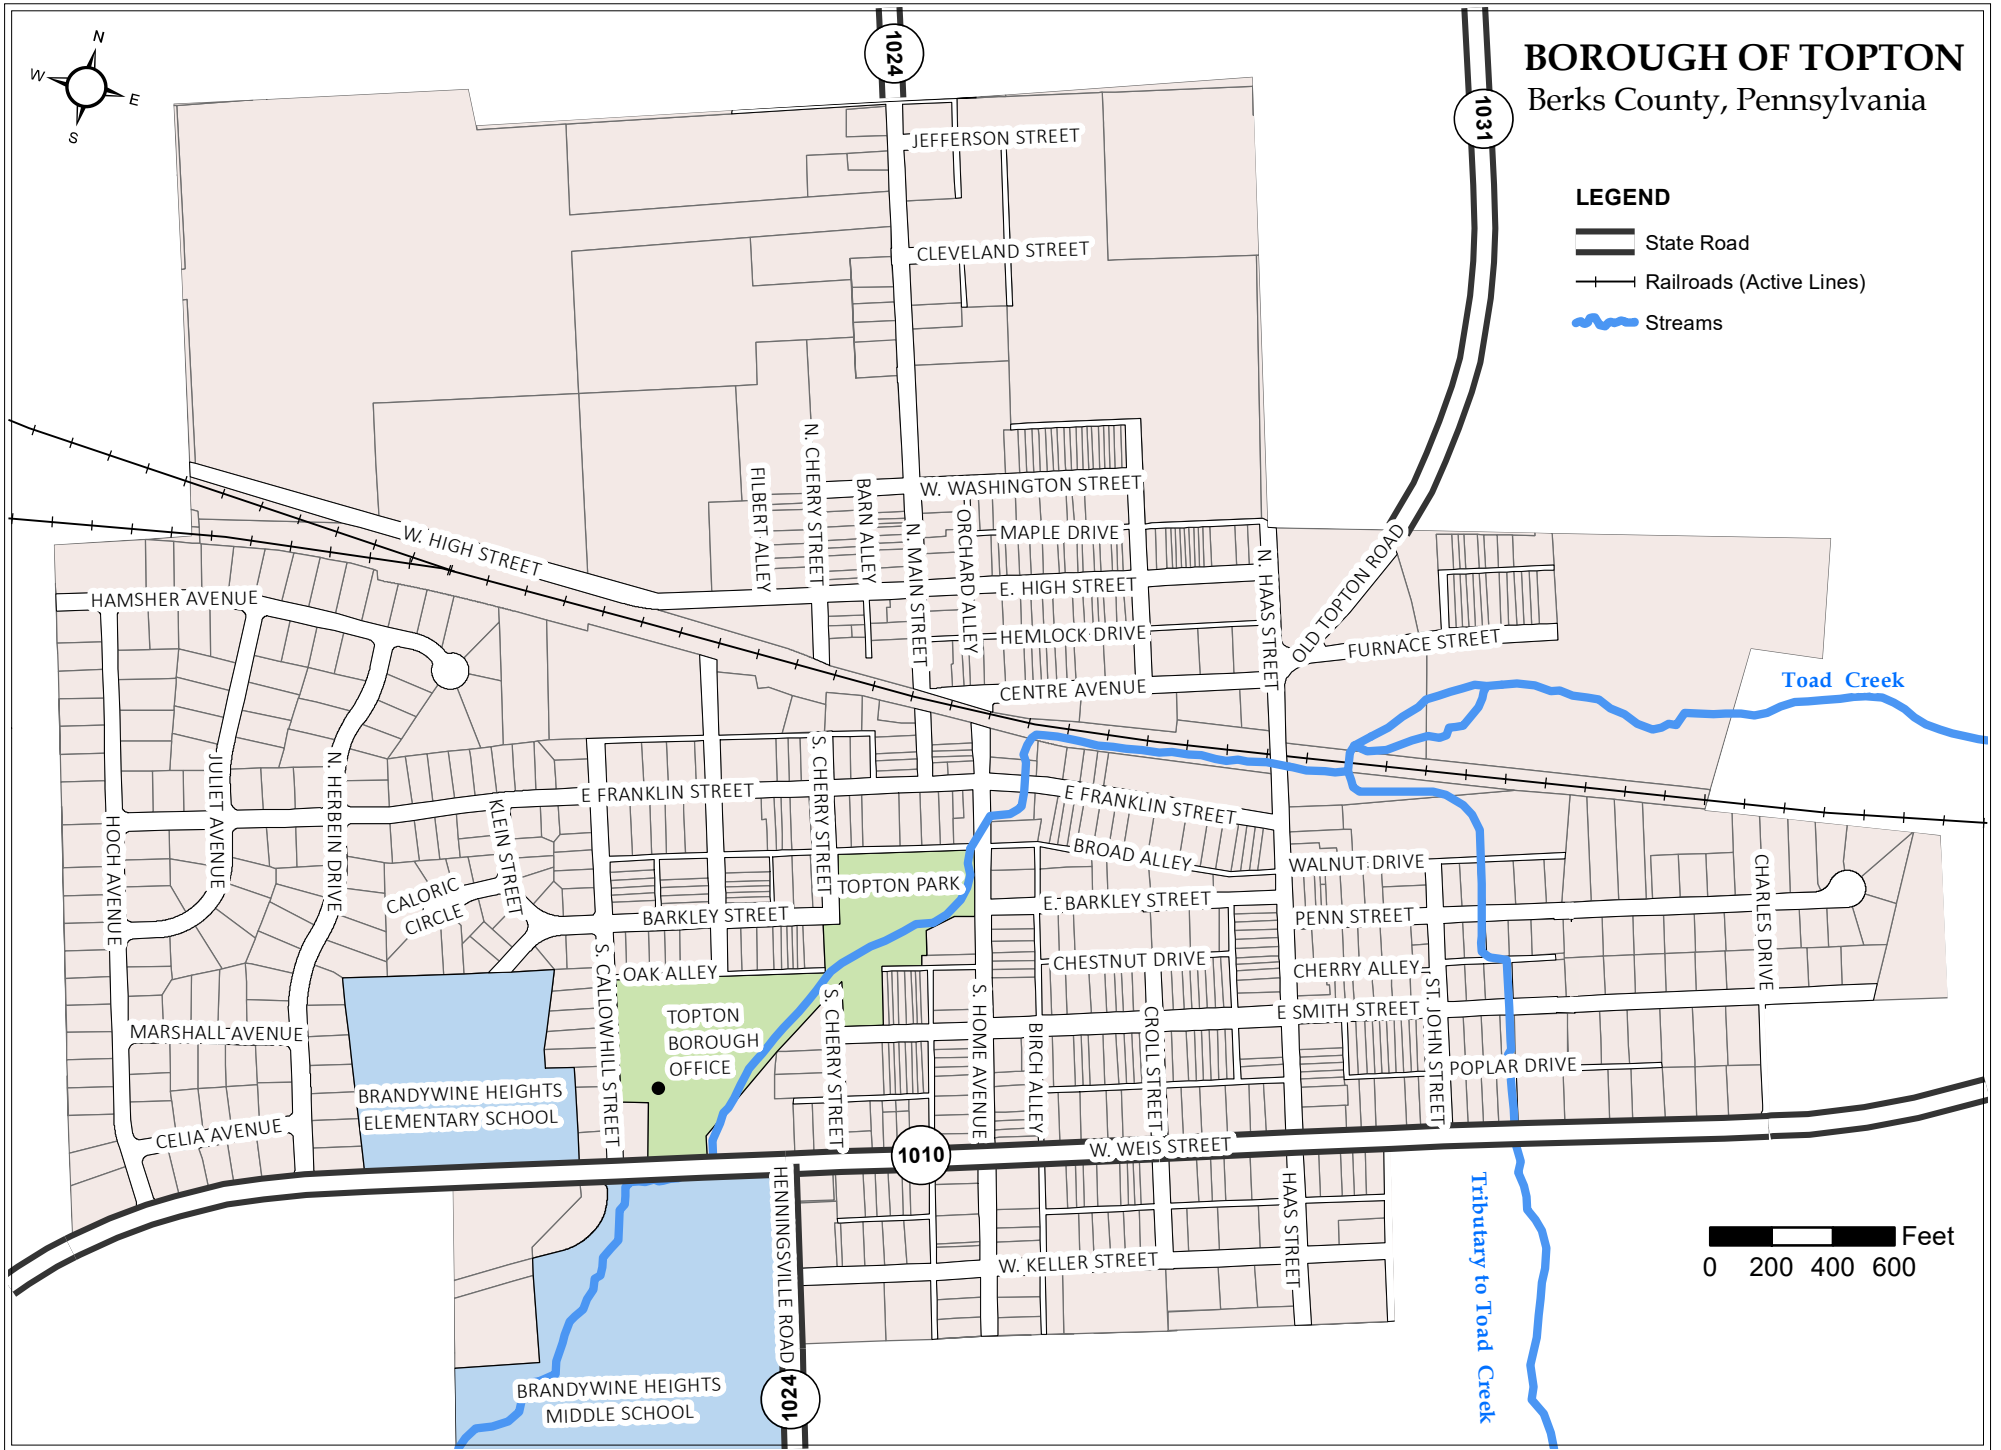 BOROUGH OF TOPTON
Berks County, Pennsylvania
N
W
E
S
1024
1031
LEGEND
State Road
Railroads (Active Lines)
Streams
JEFFERSON STREET
CLEVELAND STREET
N. CHERRY STREET
FILBERT ALLEY
BARN ALLEY
W. WASHINGTON STREET
ORCHARD ALLEY
N. MAIN STREET
MAPLE DRIVE
W. HIGH STREET
E. HIGH STREET
N. HAAS STREET
OLD TOPTON ROAD
HAMSHER AVENUE
HEMLOCK DRIVE
FURNACE STREET
CENTRE AVENUE
Toad Creek
JULIET AVENUE
N. HERBEIN DRIVE
S. CHERRY STREET
E FRANKLIN STREET
E FRANKLIN STREET
HOCH AVENUE
KLEIN STREET
BROAD ALLEY
WALNUT DRIVE
CHARLES DRIVE
CALORIC
CIRCLE
TOPTON PARK
BARKLEY STREET
E. BARKLEY STREET
PENN STREET
S. CALLOWHILL STREET
OAK ALLEY
CHESTNUT DRIVE
CHERRY ALLEY
S. CHERRY STREET
S. HOME AVENUE
ST. JOHN STREET
TOPTON
BOROUGH
OFFICE
E SMITH STREET
MARSHALL AVENUE
BIRCH ALLEY
CROLL STREET
POPLAR DRIVE
BRANDYWINE HEIGHTS
ELEMENTARY SCHOOL
CELIA AVENUE
1010
W. WEIS STREET
HENNINGSVILLE ROAD
HAAS STREET
Tributary to Toad Creek
W. KELLER STREET
Feet
0 200 400 600
BRANDYWINE HEIGHTS
MIDDLE SCHOOL
1024